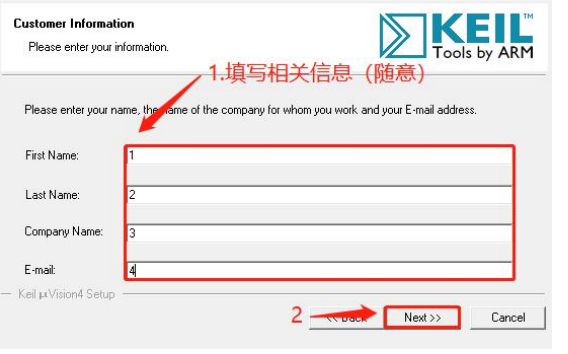 Customer Information
Please enter your information.
KEIL™
Tools by ARM
1.填写相关信息（随意）
Please enter your name, the name of the company for whom you work and your E-mail address.
First Name: 1
Last Name: 2
Company Name: 3
E-mail: 4
Keil µVision4 Setup
2
<< Back Next >> Cancel